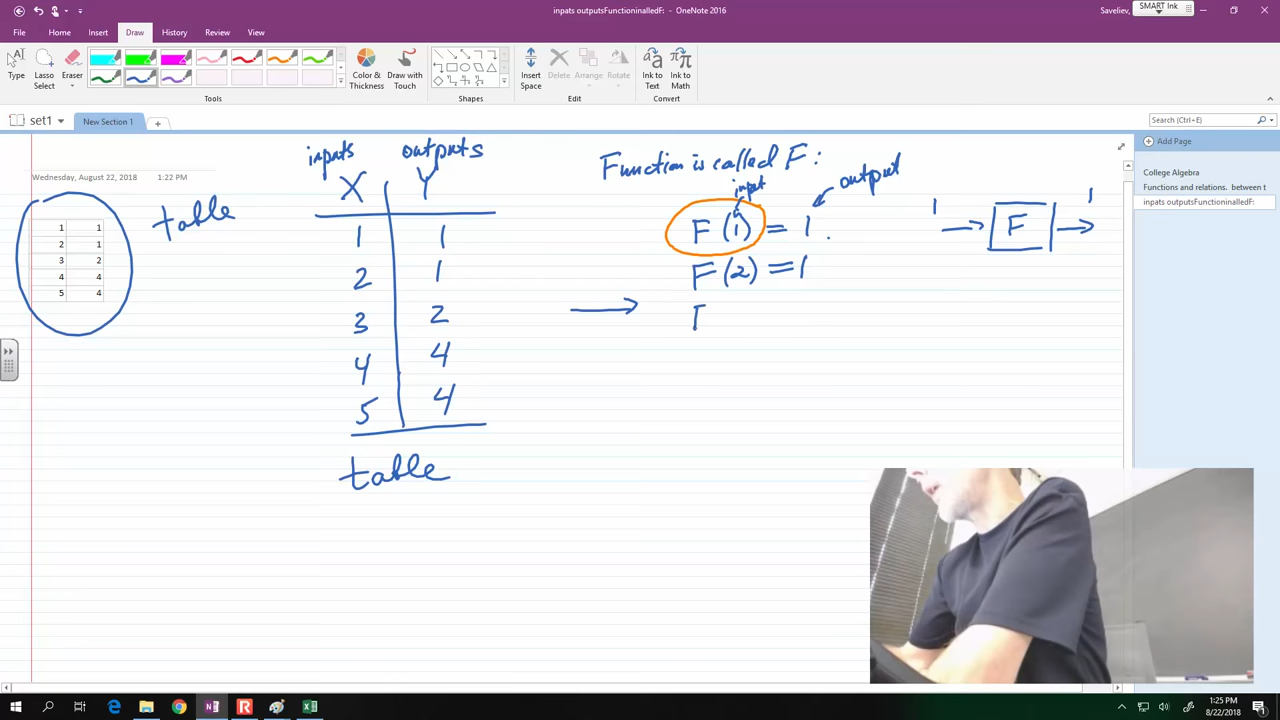 inpats outputsFunctioninalledF: - OneNote 2016
Saveliev,
SMART Ink
File Home Insert Draw History Review View
Type
Lasso Select
Eraser
Color & Thickness
Draw with Touch
Insert Space
Delete
Arrange
Rotate
Ink to Text
Ink to Math
Tools
Shapes
Edit
Convert
set1
New Section 1
Search (Ctrl+E)
Add Page
College Algebra
Functions and relations. between t
inpats outputsFunctioninalledF:
Wednesday, August 22, 2018 1:22 PM
1 1
2 1
3 2
4 4
5 4
table
inputs outputs
X Y
1 1
2 1
3 2
4 4
5 4
table
Function is called F:
input
output
F(1) = 1.
F(2) = 1
1 F 1
1:25 PM
8/22/2018